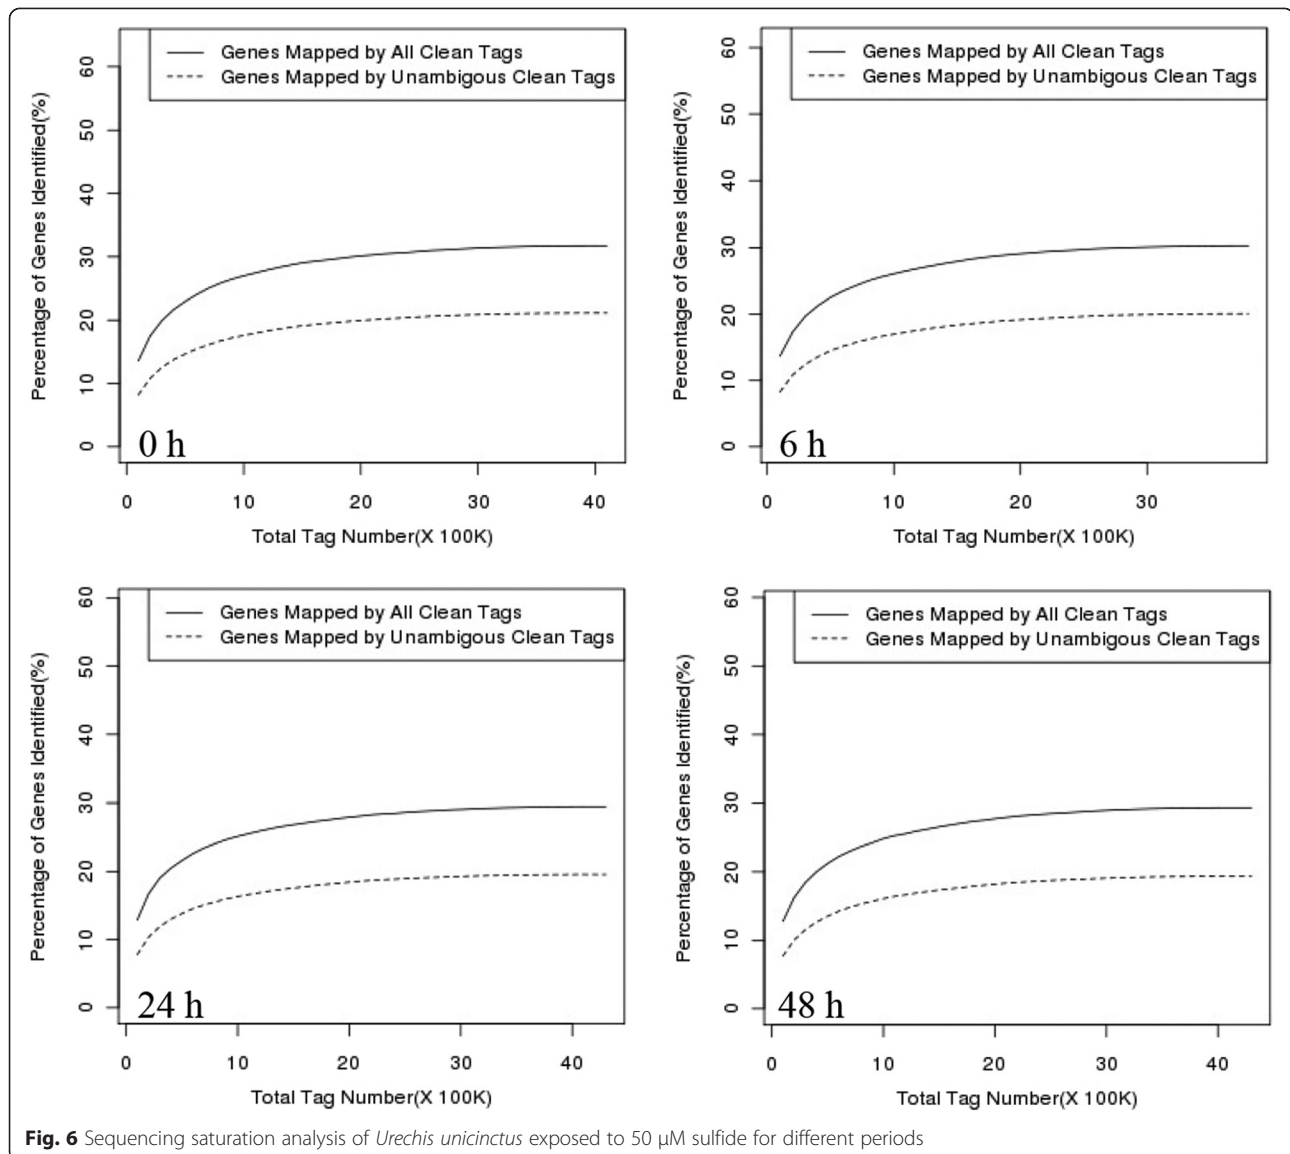 Genes Mapped by All Clean Tags
Genes Mapped by Unambigous Clean Tags
Percentage of Genes Identified(%)
60
50
40
30
20
10
0
0 h
0 10 20 30 40
Total Tag Number(X 100K)
Genes Mapped by All Clean Tags
Genes Mapped by Unambigous Clean Tags
Percentage of Genes Identified(%)
60
50
40
30
20
10
0
6 h
0 10 20 30
Total Tag Number(X 100K)
Genes Mapped by All Clean Tags
Genes Mapped by Unambigous Clean Tags
Percentage of Genes Identified(%)
60
50
40
30
20
10
0
24 h
0 10 20 30 40
Total Tag Number(X 100K)
Genes Mapped by All Clean Tags
Genes Mapped by Unambigous Clean Tags
Percentage of Genes Identified(%)
60
50
40
30
20
10
0
48 h
0 10 20 30 40
Total Tag Number(X 100K)
Fig. 6 Sequencing saturation analysis of Urechis unicinctus exposed to 50 μM sulfide for different periods